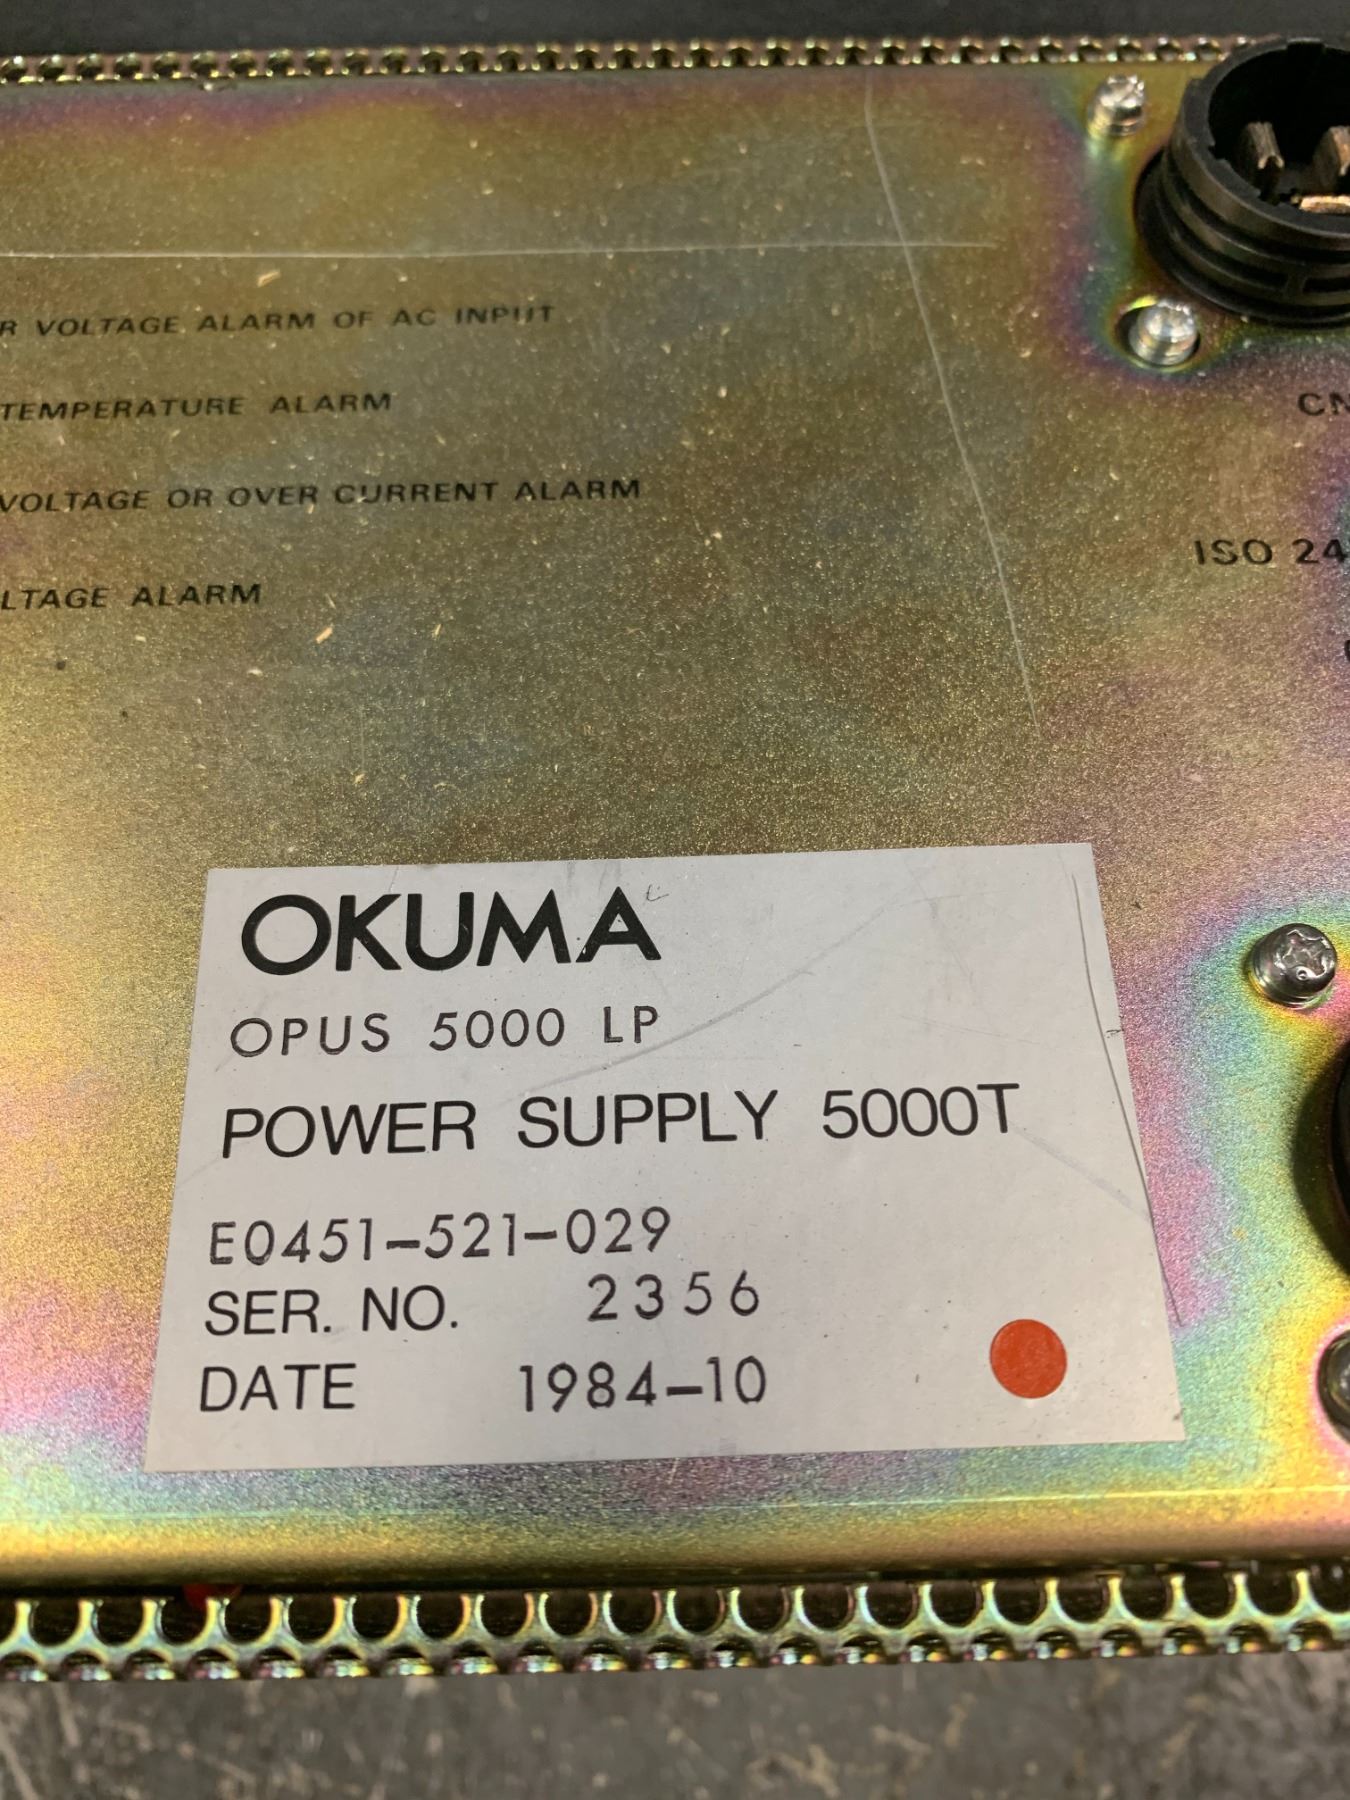 R VOLTAGE ALARM OF AC INPUT
TEMPERATURE ALARM
VOLTAGE OR OVER CURRENT ALARM
LTAGE ALARM
CN
ISO 24
OKUMA
OPUS 5000 LP
POWER SUPPLY 5000T
E0451-521-029
SER. NO. 2356
DATE 1984-10